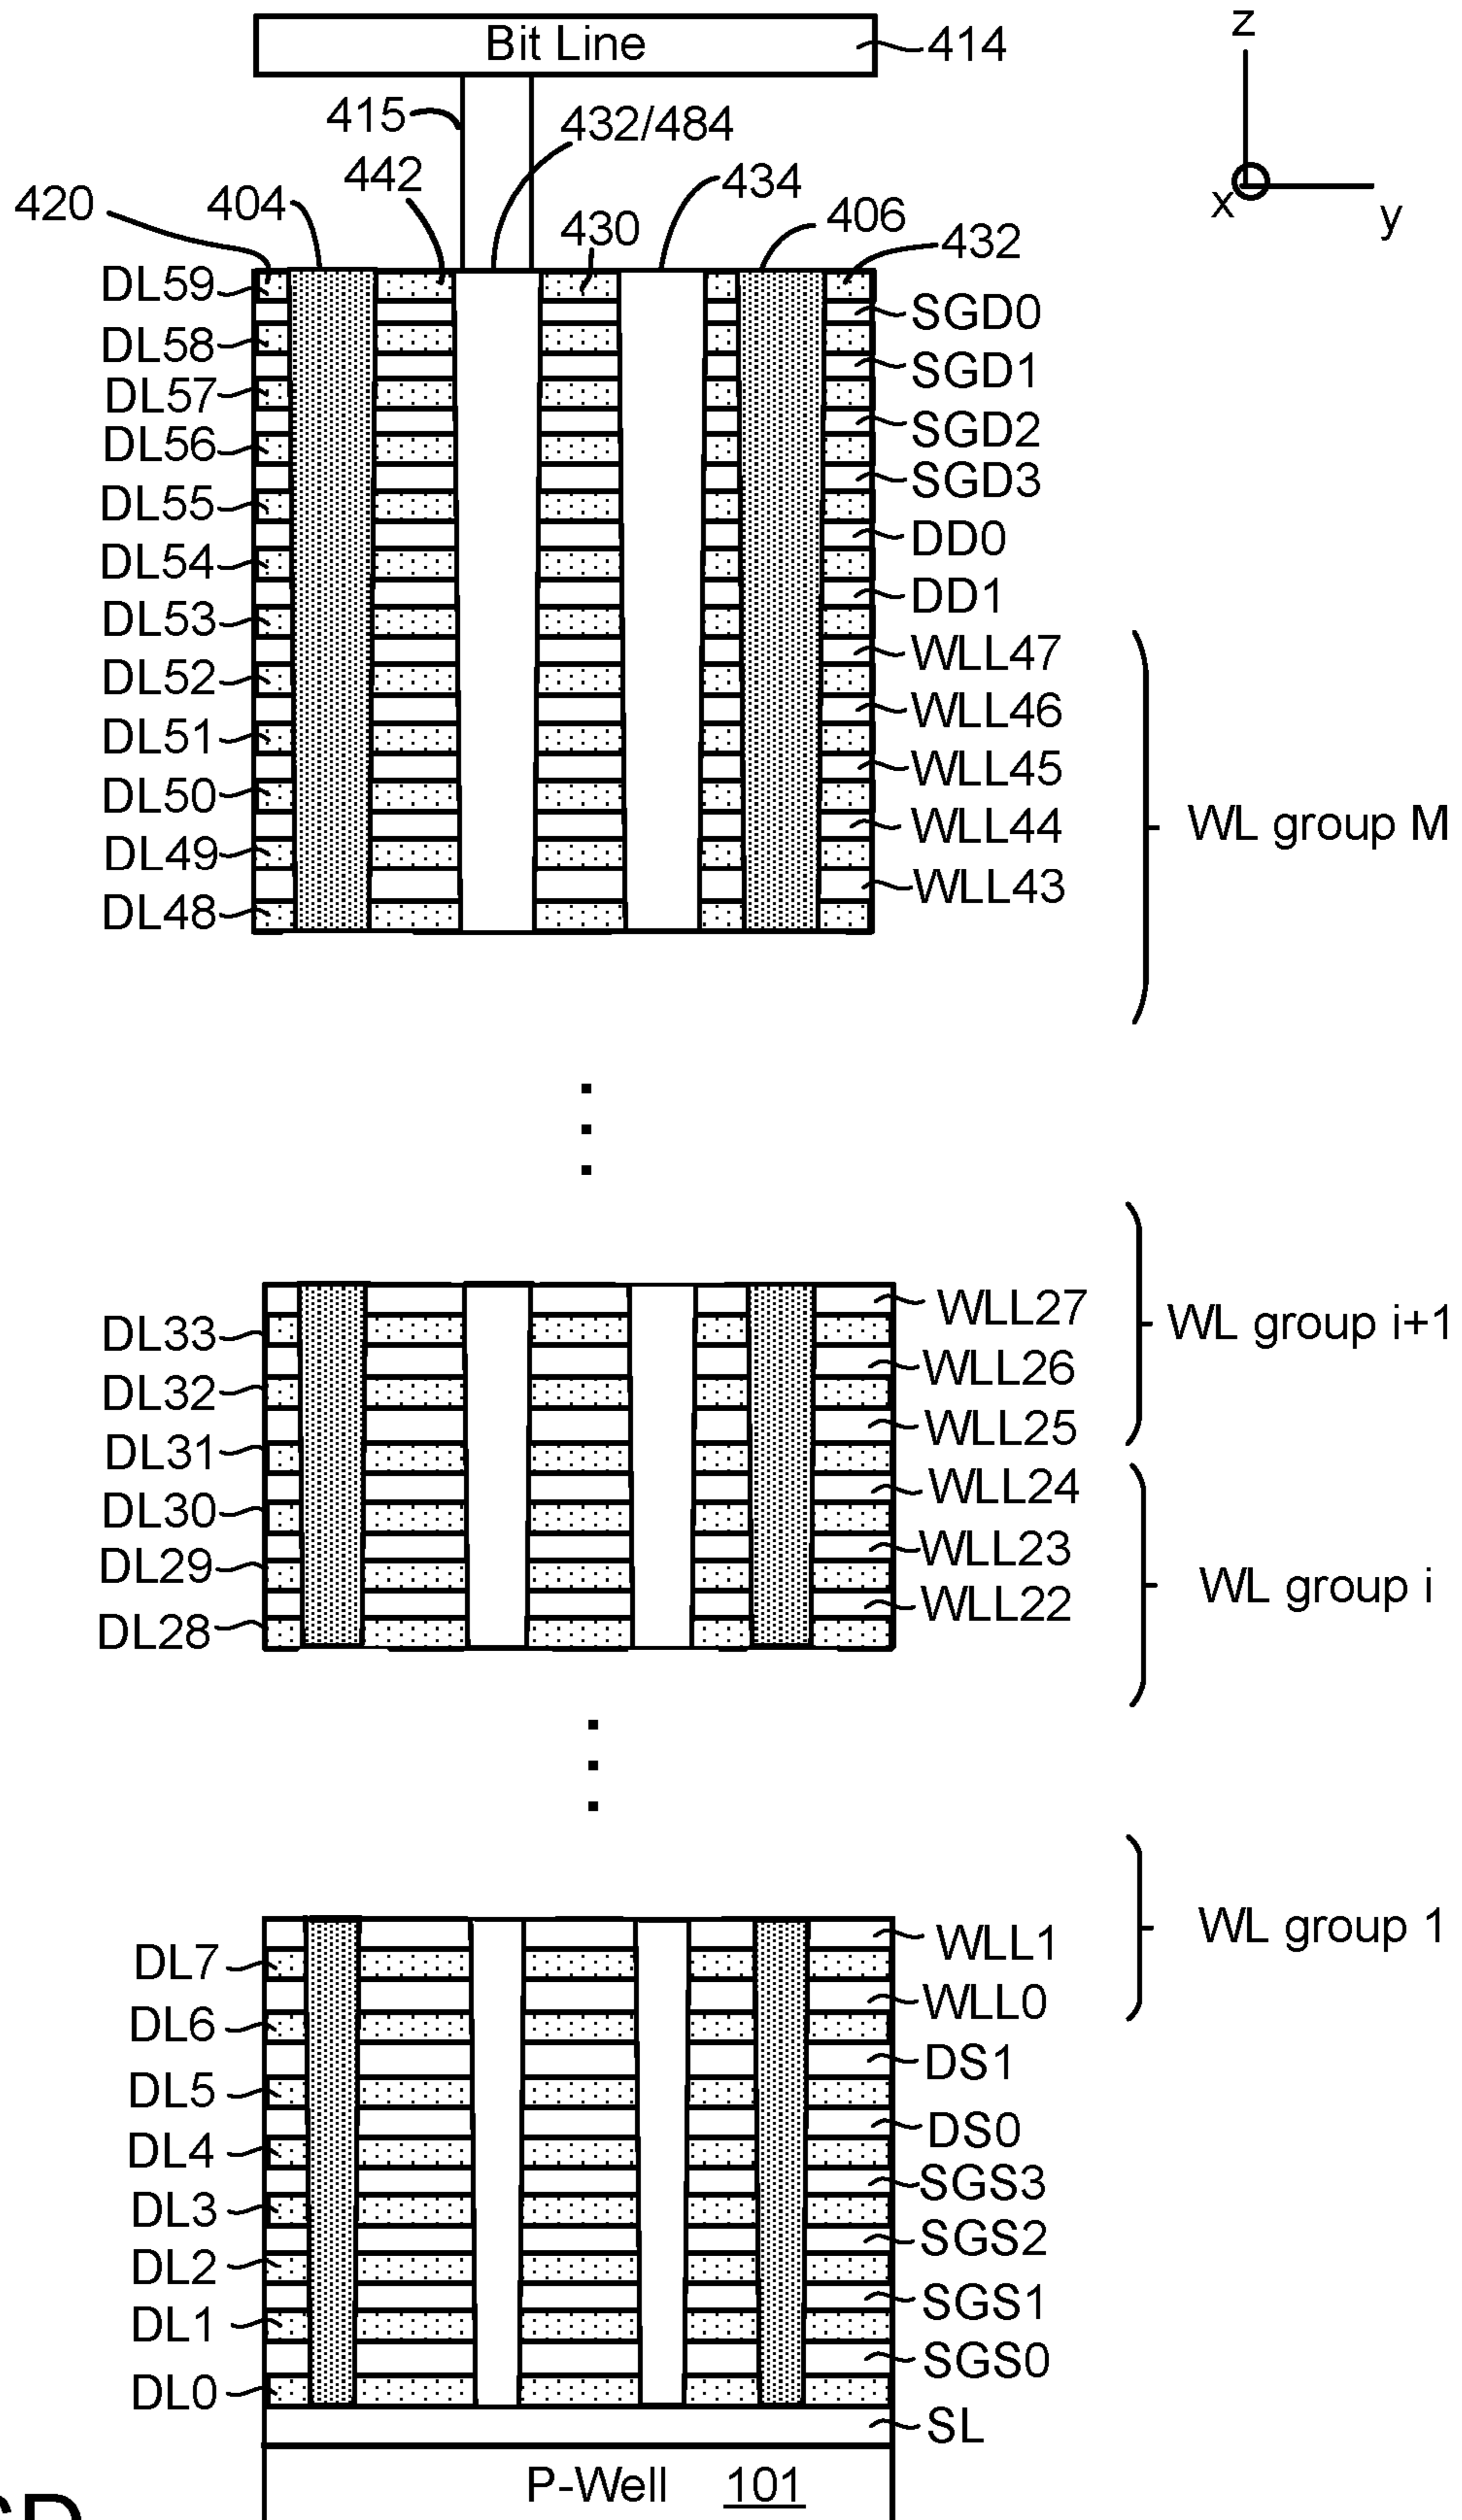 Bit Line
414
z
x
y
415
432/484
442
434
420
404
430
406
432
DL59
SGD0
DL58
SGD1
DL57
SGD2
DL56
SGD3
DL55
DD0
DL54
DD1
DL53
WLL47
DL52
WLL46
DL51
WLL45
DL50
WLL44
WL group M
DL49
WLL43
DL48
WLL27
DL33
WL group i+1
WLL26
DL32
WLL25
DL31
WLL24
DL30
WLL23
DL29
WL group i
WLL22
DL28
WLL1
WL group 1
DL7
WLL0
DL6
DS1
DL5
DS0
DL4
SGS3
DL3
SGS2
DL2
SGS1
DL1
SGS0
DL0
SL
P-Well 101